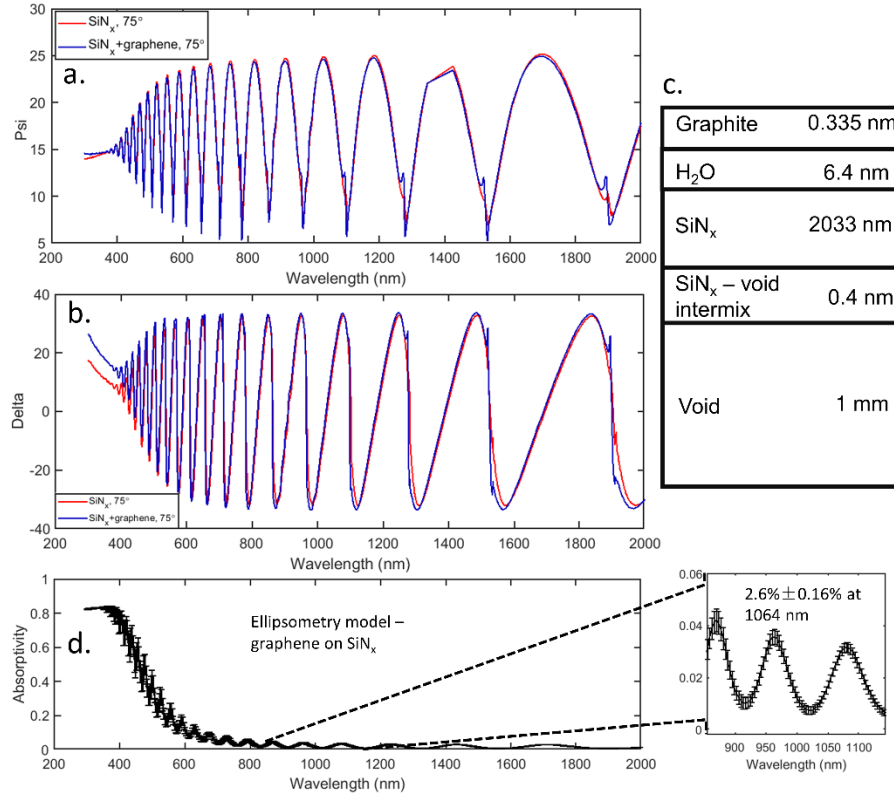 SiNx, 75°
SiNx+graphene, 75°
a.
30
25
20
15
10
5
Psi
200 400 600 800 1000 1200 1400 1600 1800 2000
Wavelength (nm)
c.
Graphite 0.335 nm
H2O 6.4 nm
SiNx 2033 nm
SiNx – void
intermix 0.4 nm
Void 1 mm
b.
40
20
0
-20
-40
Delta
SiNx, 75°
SiNx+graphene, 75°
200 400 600 800 1000 1200 1400 1600 1800 2000
Wavelength (nm)
d.
1
0.8
0.6
0.4
0.2
0
Absorptivity
Ellipsometry model –
graphene on SiNx
200 400 600 800 1000 1200 1400 1600 1800 2000
Wavelength (nm)
0.06
0.04
0.02
0
2.6%±0.16% at
1064 nm
900 950 1000 1050 1100
Wavelength (nm)